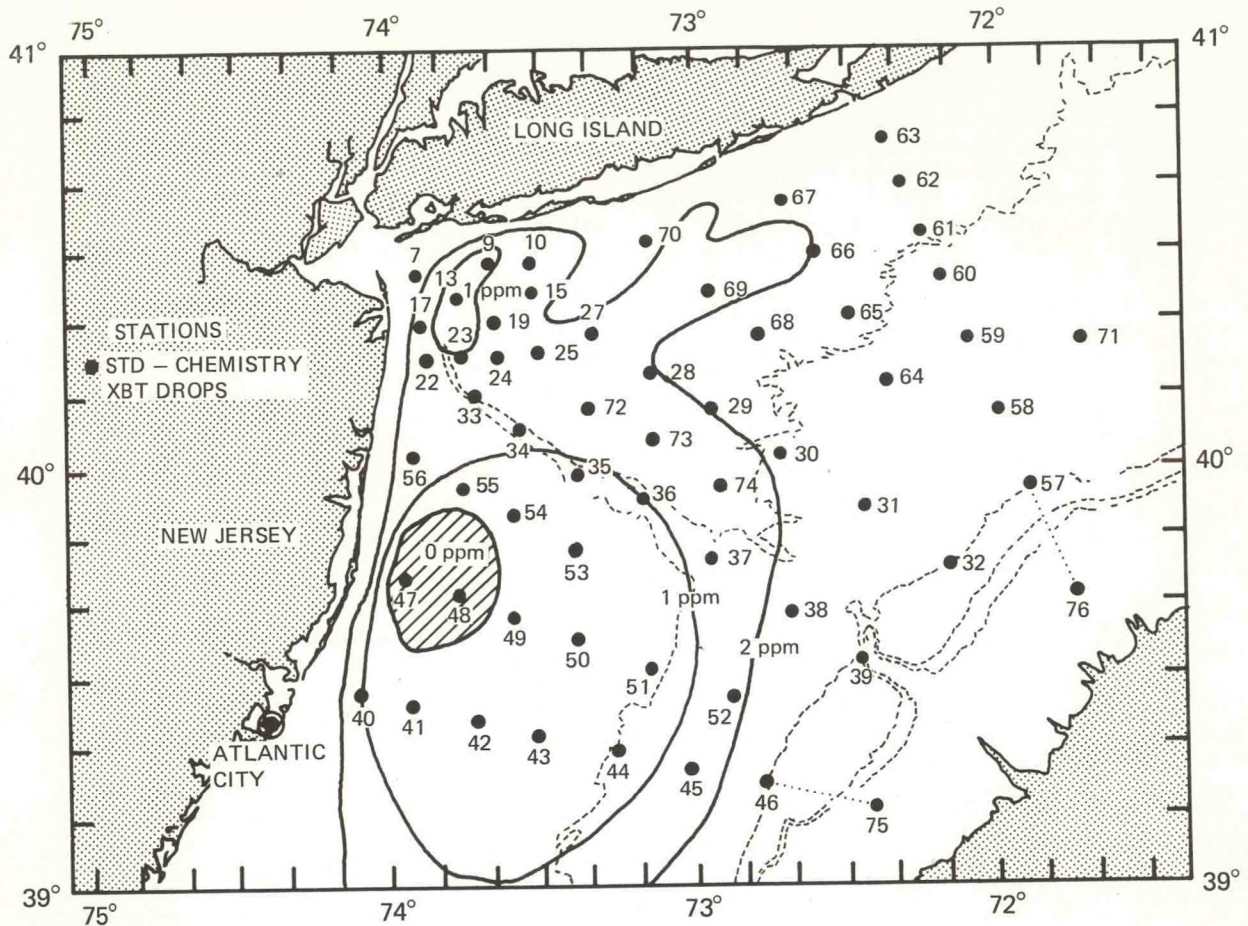 75° 74° 73° 72°
41° 41°
LONG ISLAND
63
62
67
61
9 10 70
7 66
60
13 1 ppm 15 69
17 27 65
STATIONS 19 68
STD – CHEMISTRY 23 25 59 71
XBT DROPS 22 24 28 64
33 72 29 58
34 73 30
40° 56 55 35 74 57 40°
54 36 31
NEW JERSEY 0 ppm 53 37 32
47 48 1 ppm 38 76
49 50 2 ppm
51 39
40 41 52
42 43 44
ATLANTIC 45
CITY 46 75
39° 39°
75° 74° 73° 72°